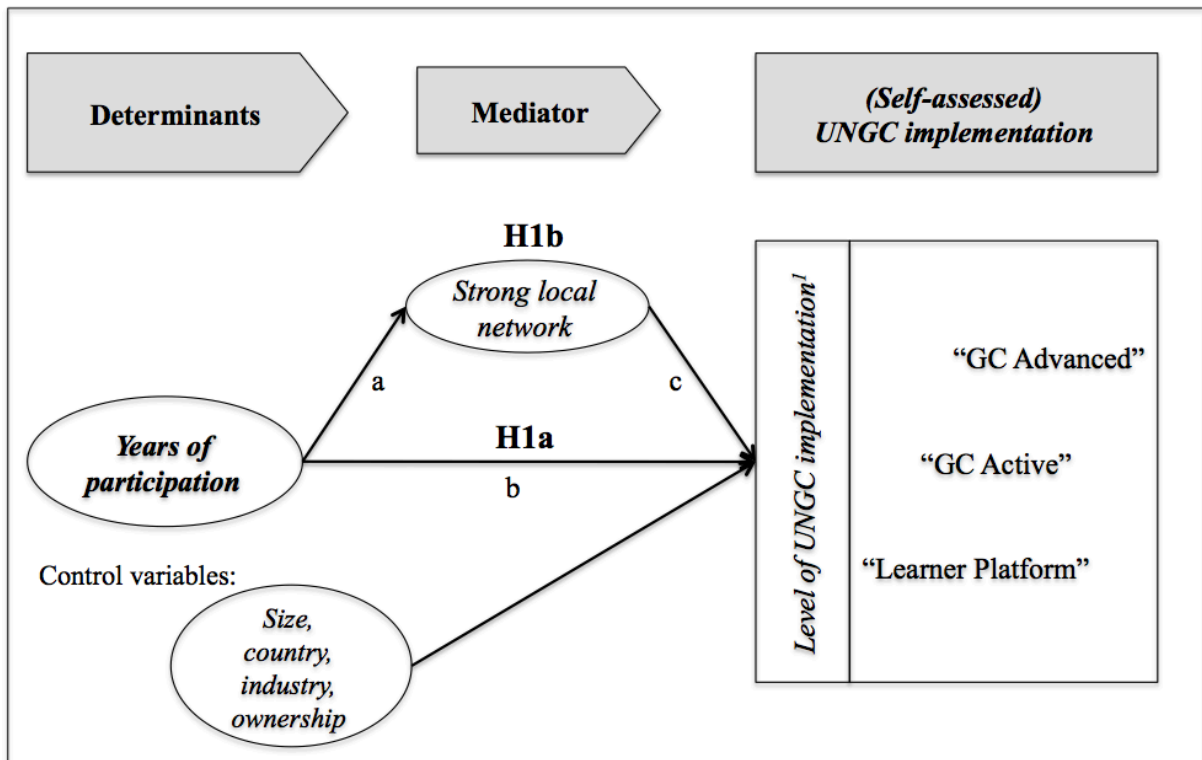 Determinants
Mediator
(Self-assessed)
UNGC implementation
H1b
Strong local
network
a
c
H1a
b
Years of
participation
Control variables:
Size,
country,
industry,
ownership
Level of UNGC implementation¹
“GC Advanced”
“GC Active”
“Learner Platform”